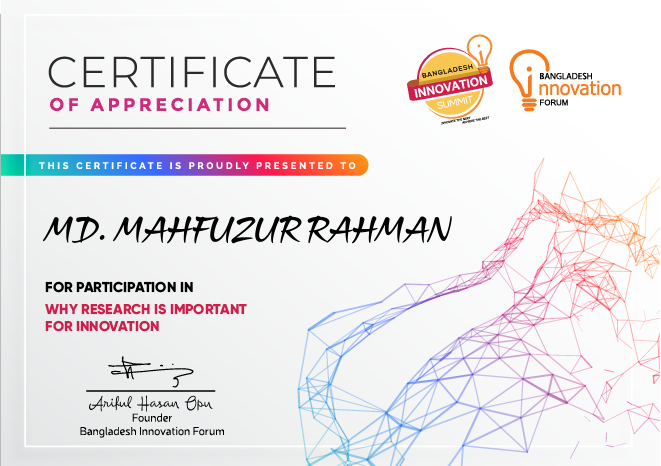 CERTIFICATE
OF APPRECIATION
BANGLADESH
INNOVATION
SUMMIT
BANGLADESH
innovation
FORUM
THIS CERTIFICATE IS PROUDLY PRESENTED TO
MD. MAHFUZUR RAHMAN
FOR PARTICIPATION IN
WHY RESEARCH IS IMPORTANT
FOR INNOVATION
Ariful Hasan Opu
Founder
Bangladesh Innovation Forum